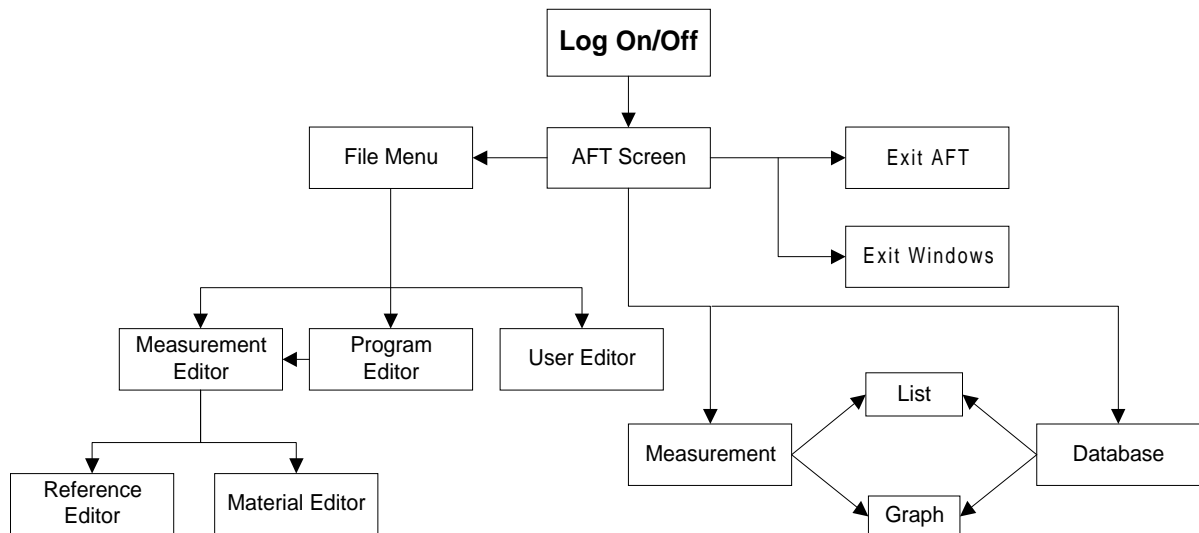 Log On/Off
File Menu
AFT Screen
Exit AFT
Exit Windows
Measurement
Editor
Program
Editor
User Editor
List
Measurement
Database
Reference
Editor
Material Editor
Graph